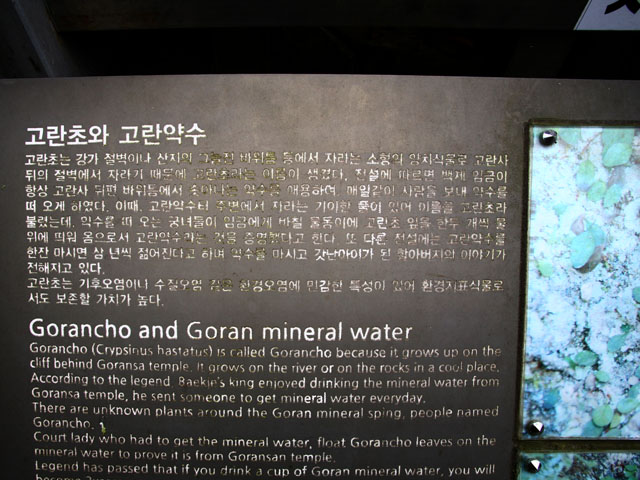 고란초와 고란약수
고란초는 강가 절벽이나 산지의 그늘진 바위틈 등에서 자라는 소형의 양치식물로 고란사
뒤의 절벽에서 자라기 때문에 고란초라는 이름이 생겼다. 전설에 따르면 백제 임금이
항상 고란사 뒤편 바위틈에서 솟아나는 약수를 애용하여, 매일같이 사람을 보내 약수를
떠 오게 하였다. 이때, 고란약수터 주변에서 자라는 기이한 풀이 있어 이를 고란초라
불렀는데, 약수를 떠 오는 궁녀들이 임금에게 바칠 물동이에 고란초 잎을 한두 개씩 물
위에 띄워 옴으로서 고란약수라는 것을 증명했다고 한다. 또 다른 전설에는 고란약수를
한잔 마시면 삼 년씩 젊어진다고 하며 약수를 마시고 갓난아이가 된 할아버지의 이야기가
전해지고 있다.
고란초는 기후오염이나 수질오염 같은 환경오염에 민감한 특성이 있어 환경지표식물로
서도 보존할 가치가 높다.
Gorancho and Goran mineral water
Gorancho (Crypsinus hastatus) is called Gorancho because it grows up on the
cliff behind Goransa temple. It grows on the river or on the rocks in a cool place.
According to the legend, Baekje's king enjoyed drinking the mineral water from
Goransa temple, he sent someone to get mineral water everyday.
There are unknown plants around the Goran mineral sping, people named
Gorancho.
Court lady who had to get the mineral water, float Gorancho leaves on the
mineral water to prove it is from Goransan temple.
Legend has passed that if you drink a cup of Goran mineral water, you will